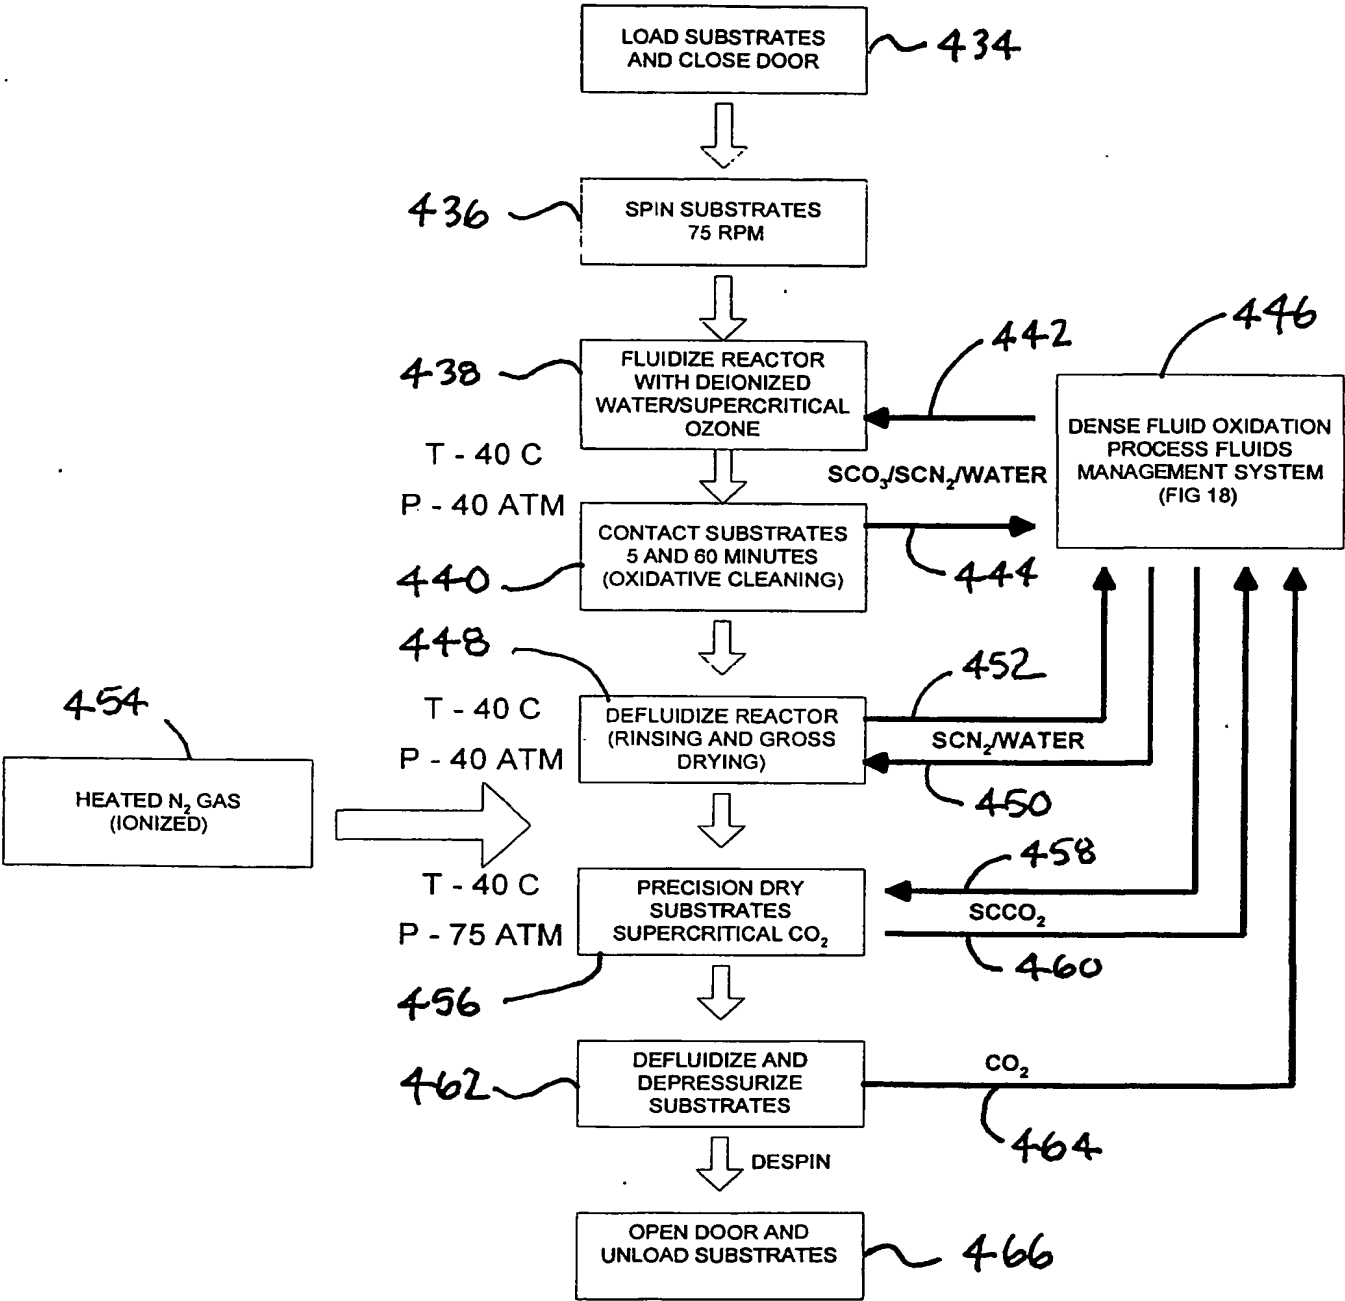 LOAD SUBSTRATES
AND CLOSE DOOR
434
436
SPIN SUBSTRATES
75 RPM
438
FLUIDIZE REACTOR
WITH DEIONIZED
WATER/SUPERCRITICAL
OZONE
442
446
DENSE FLUID OXIDATION
PROCESS FLUIDS
MANAGEMENT SYSTEM
(FIG 18)
T - 40 C
P - 40 ATM
SCO₃/SCN₂/WATER
440
CONTACT SUBSTRATES
5 AND 60 MINUTES
(OXIDATIVE CLEANING)
444
448
454
HEATED N₂ GAS
(IONIZED)
T - 40 C
P - 40 ATM
DEFLUIDIZE REACTOR
(RINSING AND GROSS
DRYING)
452
SCN₂/WATER
450
T - 40 C
P - 75 ATM
PRECISION DRY
SUBSTRATES
SUPERCRITICAL CO₂
458
SCCO₂
460
456
462
DEFLUIDIZE AND
DEPRESSURIZE
SUBSTRATES
CO₂
464
DESPIN
OPEN DOOR AND
UNLOAD SUBSTRATES
466